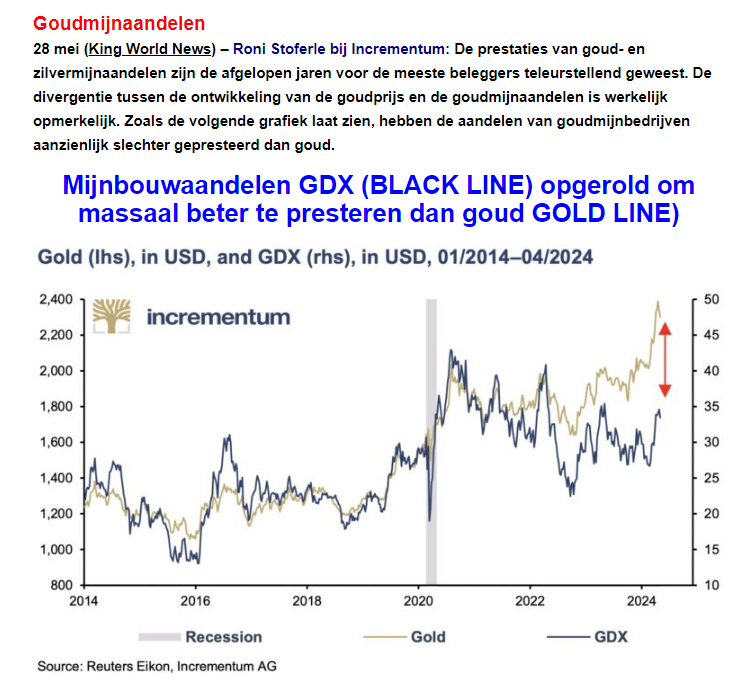 Goudmijnaandelen
28 mei (King World News) – Roni Stoferle bij Incrementum: De prestaties van goud- en
zilvermijnaandelen zijn de afgelopen jaren voor de meeste beleggers teleurstellend geweest. De
divergentie tussen de ontwikkeling van de goudprijs en de goudmijnaandelen is werkelijk
opmerkelijk. Zoals de volgende grafiek laat zien, hebben de aandelen van goudmijnbedrijven
aanzienlijk slechter gepresteerd dan goud.
Mijnbouwaandelen GDX (BLACK LINE) opgerold om
massaal beter te presteren dan goud GOLD LINE)
Gold (lhs), in USD, and GDX (rhs), in USD, 01/2014–04/2024
incrementum
2,400
2,200
2,000
1,800
1,600
1,400
1,200
1,000
800
50
45
40
35
30
25
20
15
10
2014 2016 2018 2020 2022 2024
Recession Gold GDX
Source: Reuters Eikon, Incrementum AG